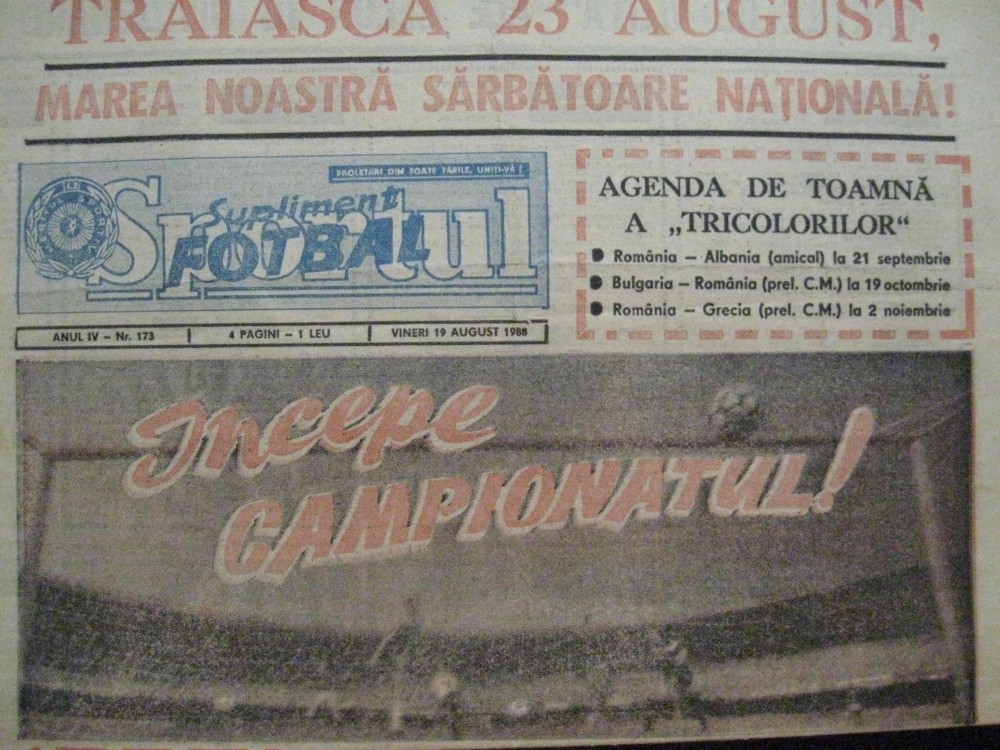 TRĂIASCĂ 23 AUGUST,
MAREA NOASTRĂ SĂRBĂTOARE NAȚIONALĂ!
PROLETARI DIN TOATE ȚĂRILE, UNIȚI-VĂ!
Sportul
Supliment
FOTBAL
ANUL IV – Nr. 173
4 PAGINI – 1 LEU
VINERI 19 AUGUST 1988
AGENDA DE TOAMNĂ
A „TRICOLORILOR“
● România – Albania (amical) la 21 septembrie
● Bulgaria – România (prel. C.M.) la 19 octombrie
● România – Grecia (prel. C.M.) la 2 noiembrie
Incepe
CAMPIONATUL!